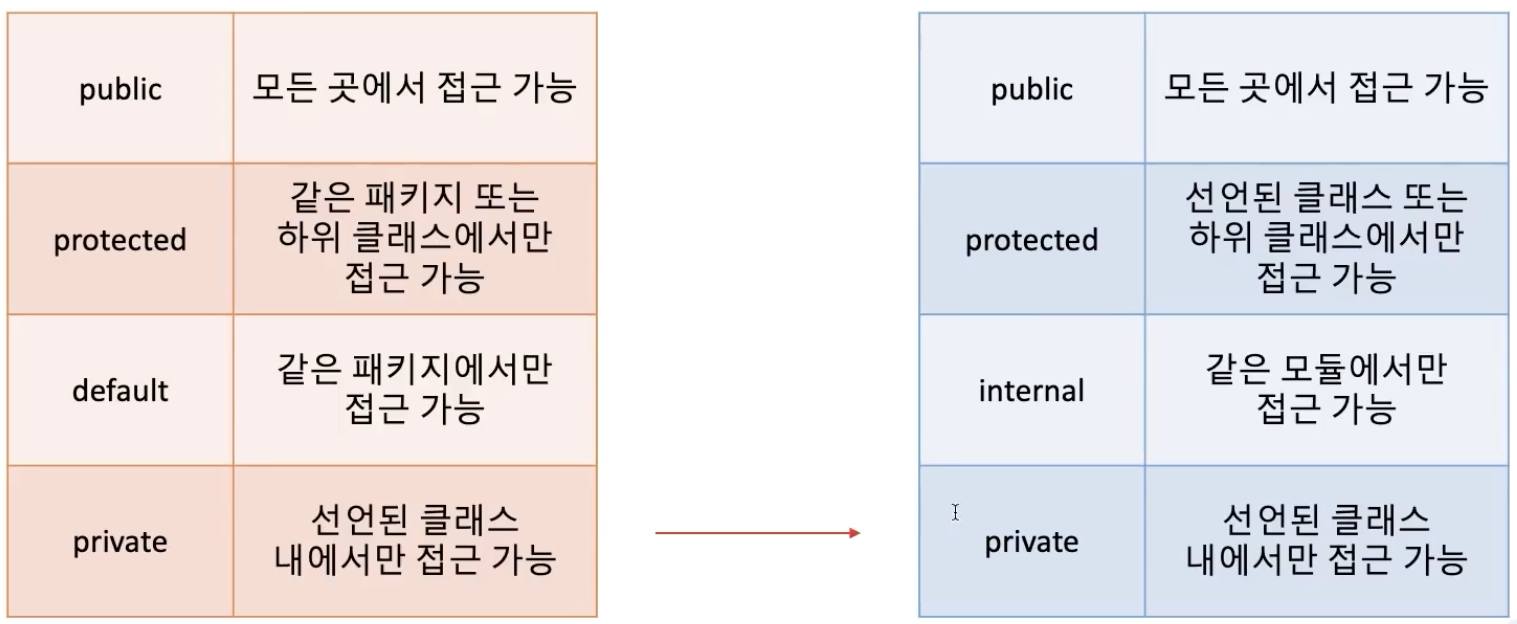 public
모든 곳에서 접근 가능
protected
같은 패키지 또는
하위 클래스에서만
접근 가능
default
같은 패키지에서만
접근 가능
private
선언된 클래스
내에서만 접근 가능
public
모든 곳에서 접근 가능
protected
선언된 클래스 또는
하위 클래스에서만
접근 가능
internal
같은 모듈에서만
접근 가능
private
선언된 클래스
내에서만 접근 가능